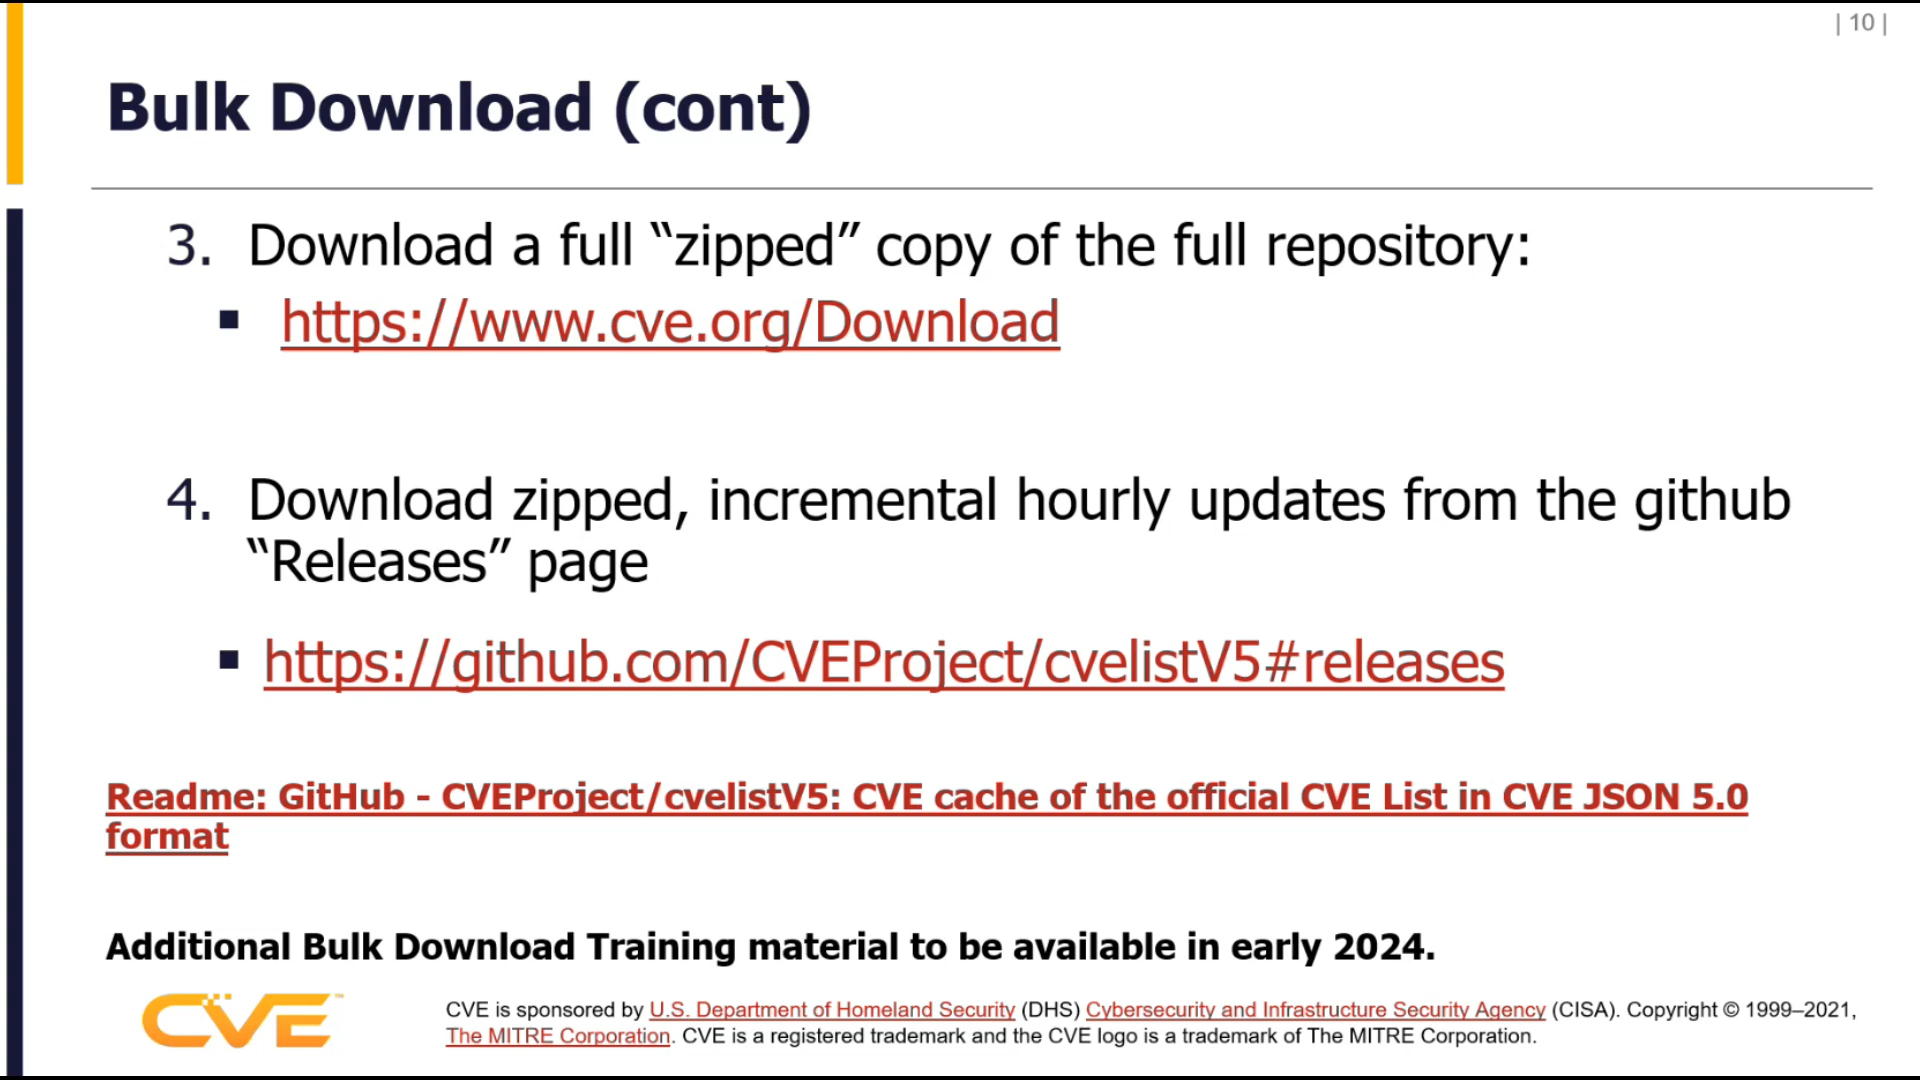 | 10 |
Bulk Download (cont)
3. Download a full “zipped” copy of the full repository:
▪ https://www.cve.org/Download
4. Download zipped, incremental hourly updates from the github
“Releases” page
▪ https://github.com/CVEProject/cvelistV5#releases
Readme: GitHub - CVEProject/cvelistV5: CVE cache of the official CVE List in CVE JSON 5.0
format
Additional Bulk Download Training material to be available in early 2024.
CVE™
CVE is sponsored by U.S. Department of Homeland Security (DHS) Cybersecurity and Infrastructure Security Agency (CISA). Copyright © 1999–2021,
The MITRE Corporation. CVE is a registered trademark and the CVE logo is a trademark of The MITRE Corporation.